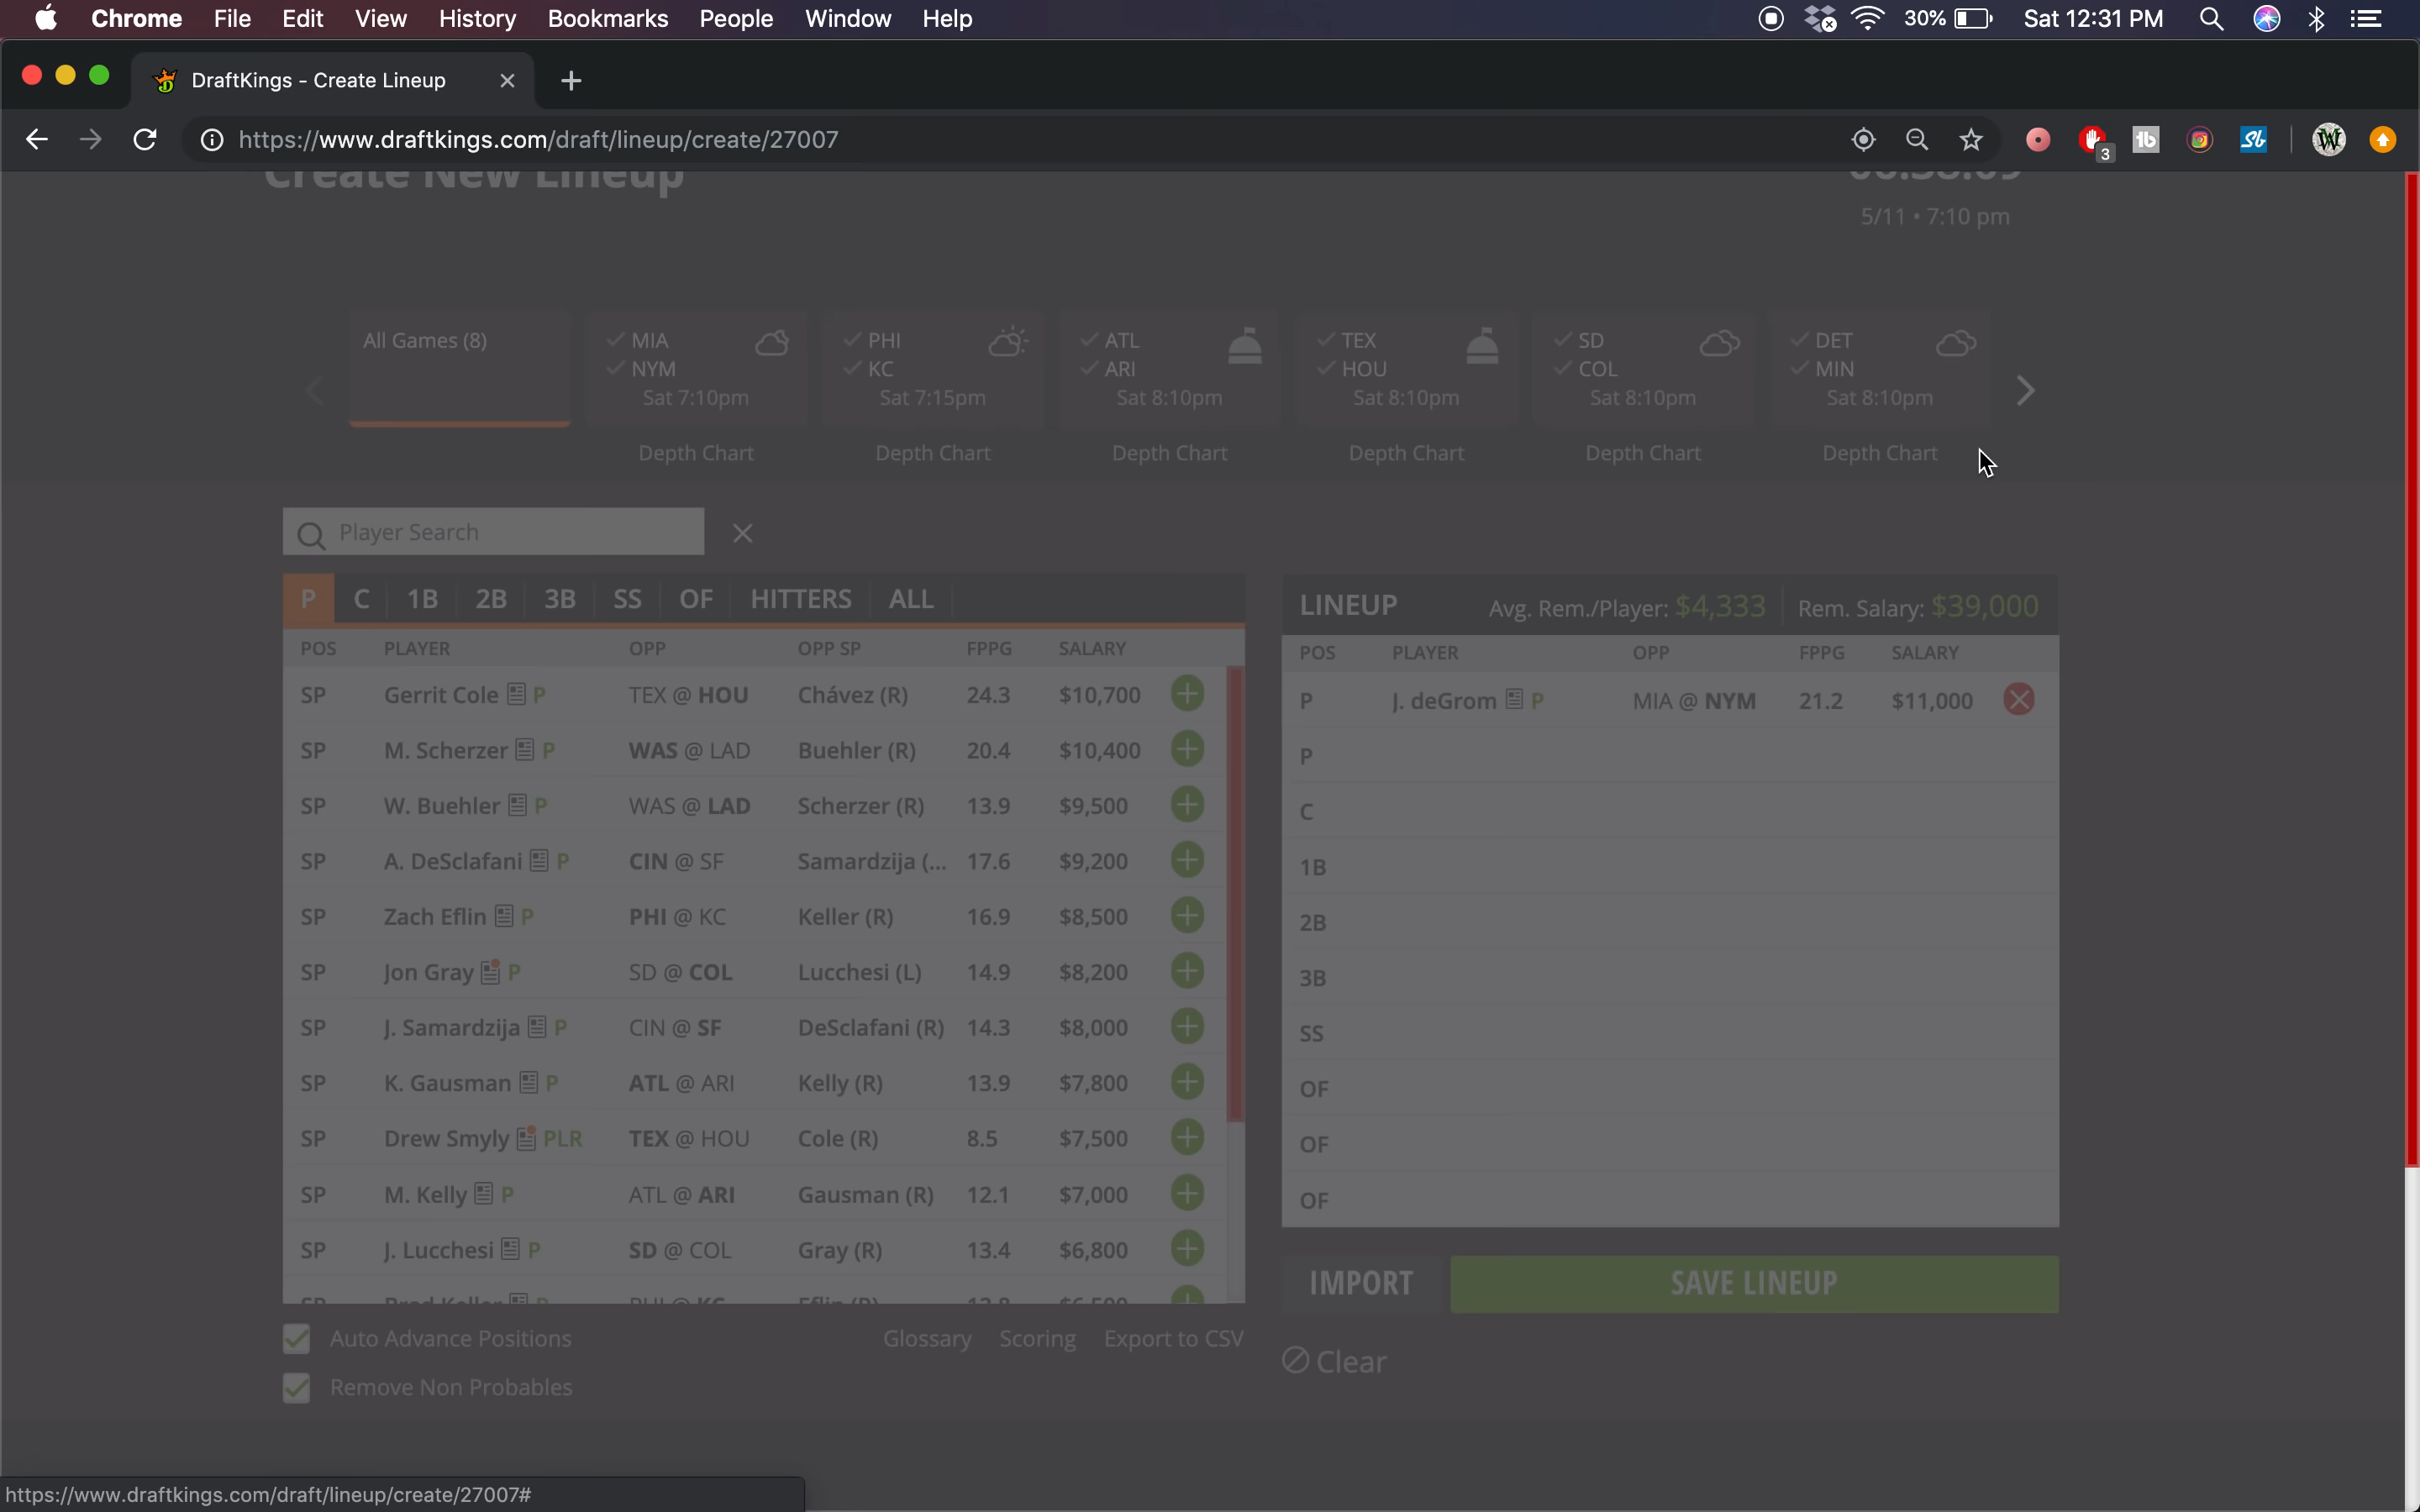 Chrome File Edit View History Bookmarks People Window Help 30% Sat 12:31 PM
DraftKings - Create Lineup
https://www.draftkings.com/draft/lineup/create/27007 3 tb Sb W
Create New Lineup
5/11 • 7:10 pm
All Games (8) MIA PHI ATL TEX SD DET
NYM KC ARI HOU COL MIN
Sat 7:10pm Sat 7:15pm Sat 8:10pm Sat 8:10pm Sat 8:10pm Sat 8:10pm
Depth Chart Depth Chart Depth Chart Depth Chart Depth Chart Depth Chart
Player Search
P C 1B 2B 3B SS OF HITTERS ALL
POS PLAYER OPP OPP SP FPPG SALARY
SP Gerrit Cole P TEX @ HOU Chávez (R) 24.3 $10,700
SP M. Scherzer P WAS @ LAD Buehler (R) 20.4 $10,400
SP W. Buehler P WAS @ LAD Scherzer (R) 13.9 $9,500
SP A. DeSclafani P CIN @ SF Samardzija (... 17.6 $9,200
SP Zach Eflin P PHI @ KC Keller (R) 16.9 $8,500
SP Jon Gray P SD @ COL Lucchesi (L) 14.9 $8,200
SP J. Samardzija P CIN @ SF DeSclafani (R) 14.3 $8,000
SP K. Gausman P ATL @ ARI Kelly (R) 13.9 $7,800
SP Drew Smyly PLR TEX @ HOU Cole (R) 8.5 $7,500
SP M. Kelly P ATL @ ARI Gausman (R) 12.1 $7,000
SP J. Lucchesi P SD @ COL Gray (R) 13.4 $6,800
Auto Advance Positions Glossary Scoring Export to CSV
Remove Non Probables
LINEUP Avg. Rem./Player: $4,333 Rem. Salary: $39,000
POS PLAYER OPP FPPG SALARY
P J. deGrom P MIA @ NYM 21.2 $11,000
P
C
1B
2B
3B
SS
OF
OF
OF
IMPORT SAVE LINEUP
Clear
https://www.draftkings.com/draft/lineup/create/27007#